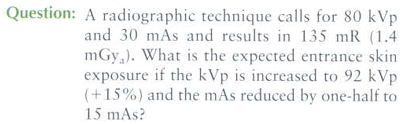 Question: A radiographic technique calls for 80 kVp
and 30 mAs and results in 135 mR (1.4
mGyₐ). What is the expected entrance skin
exposure if the kVp is increased to 92 kVp
(+15%) and the mAs reduced by one-half to
15 mAs?